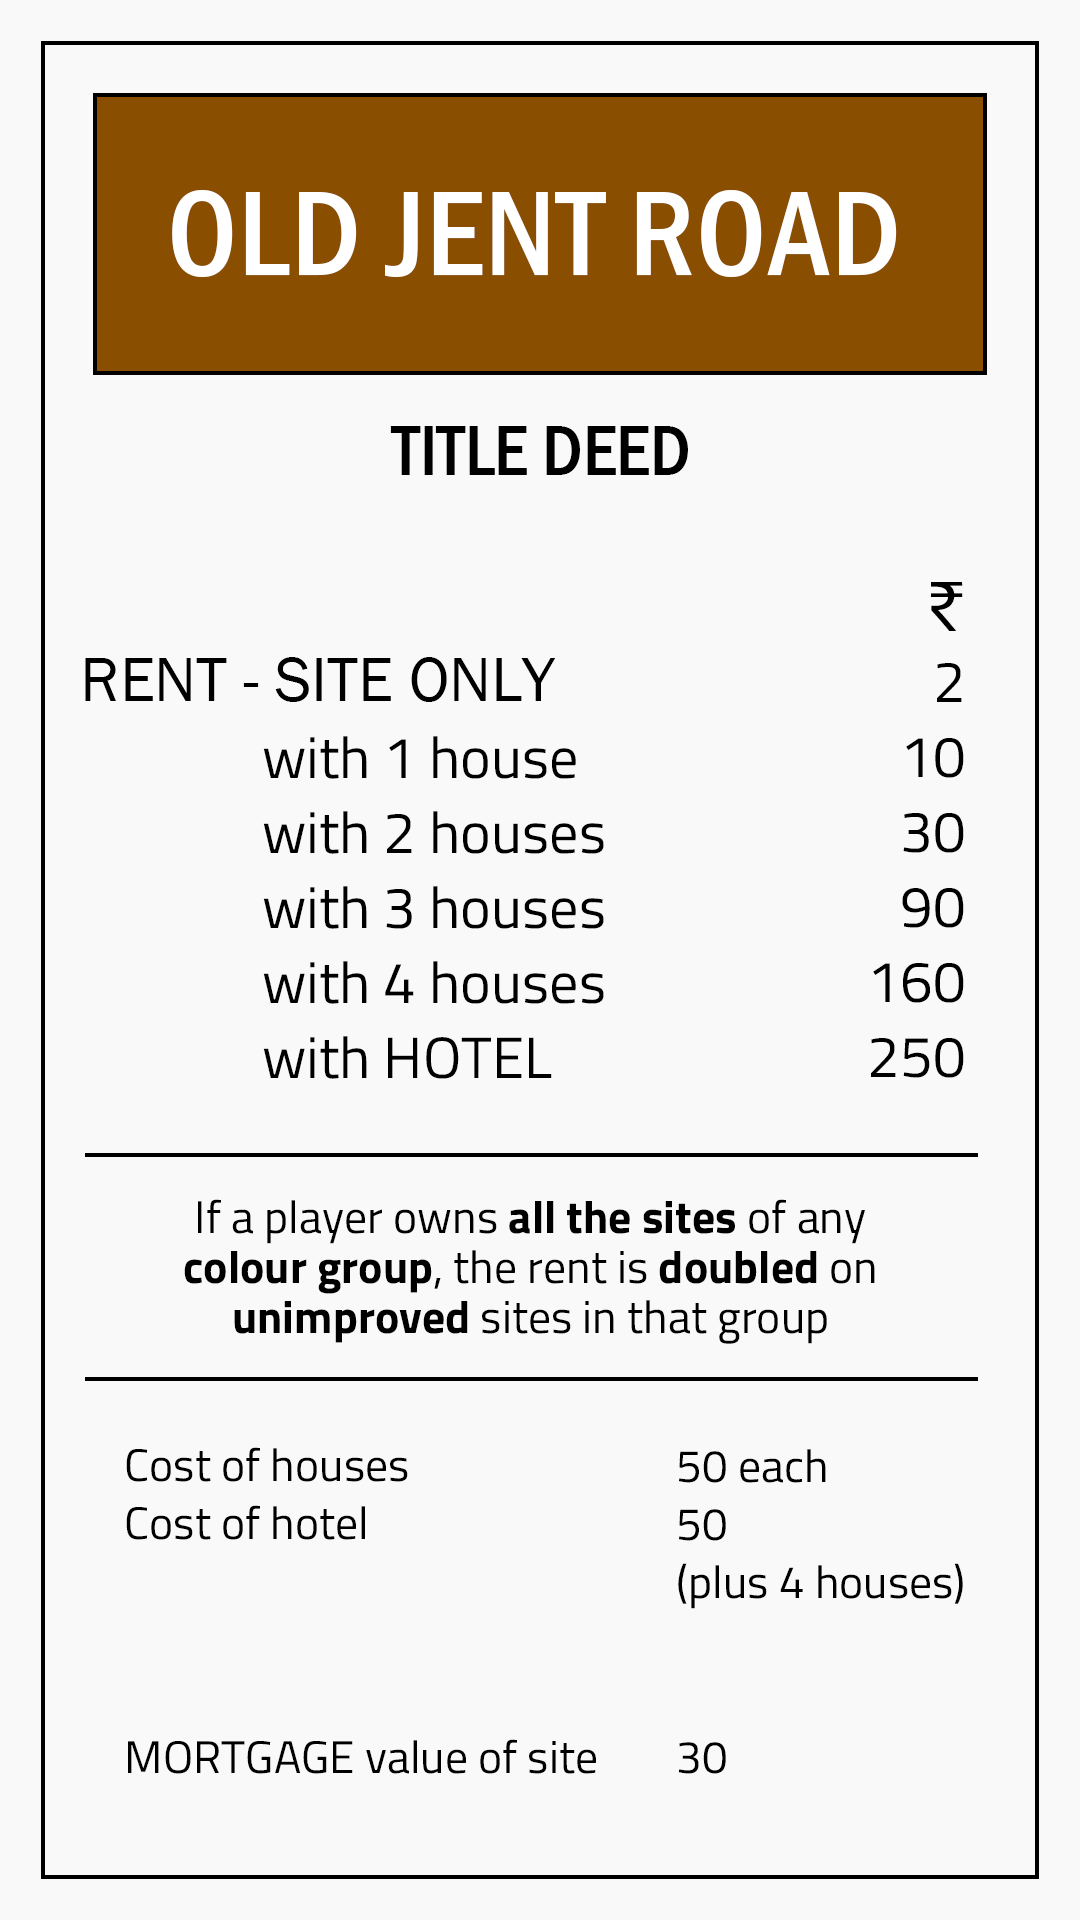 OLD JENT ROAD
TITLE DEED
₹
RENT - SITE ONLY 2
with 1 house 10
with 2 houses 30
with 3 houses 90
with 4 houses 160
with HOTEL 250
If a player owns all the sites of any
colour group, the rent is doubled on
unimproved sites in that group
Cost of houses 50 each
Cost of hotel 50
(plus 4 houses)
MORTGAGE value of site 30